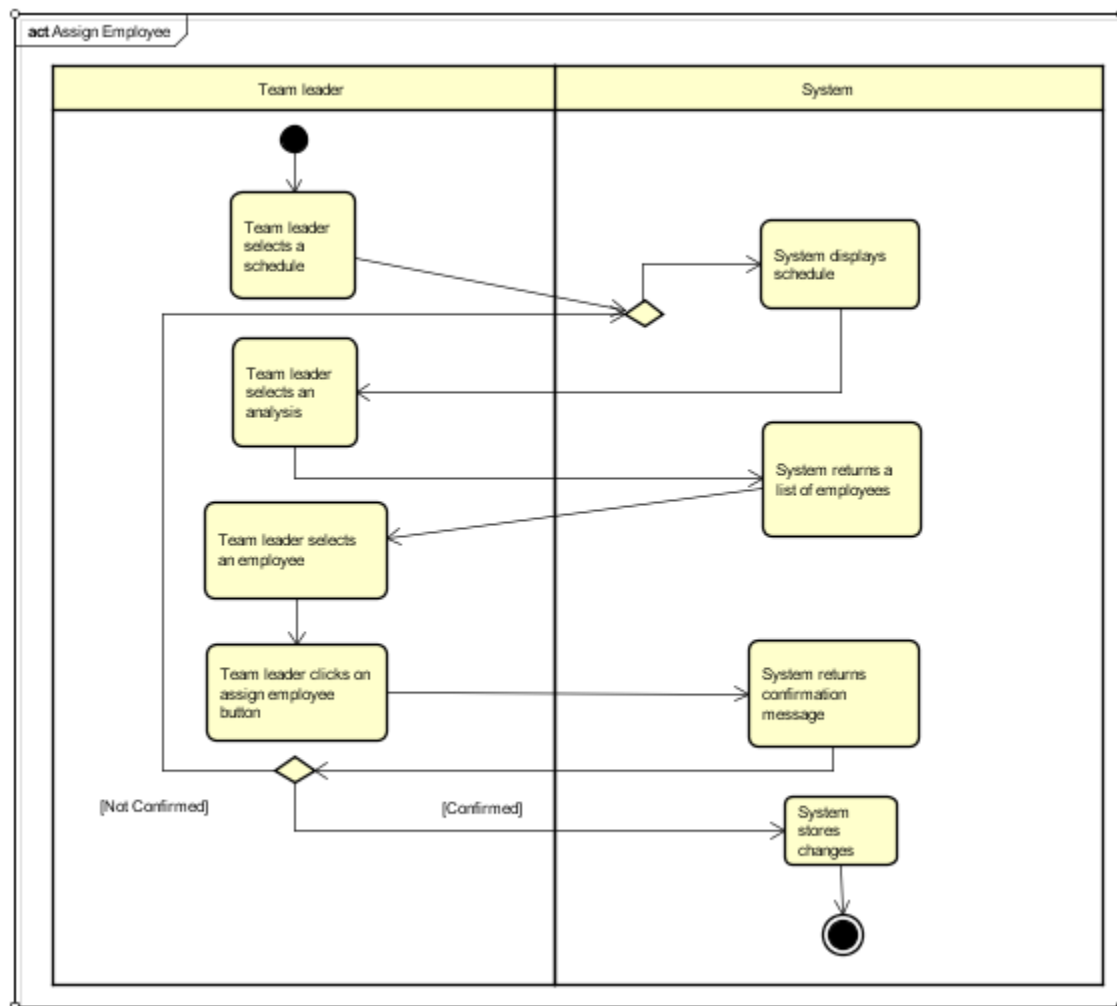 act Assign Employee
Team leader
System
Team leader
selects a
schedule
System displays
schedule
Team leader
selects an
analysis
System returns a
list of employees
Team leader selects
an employee
Team leader clicks on
assign employee
button
System returns
confirmation
message
[Not Confirmed]
[Confirmed]
System
stores
changes